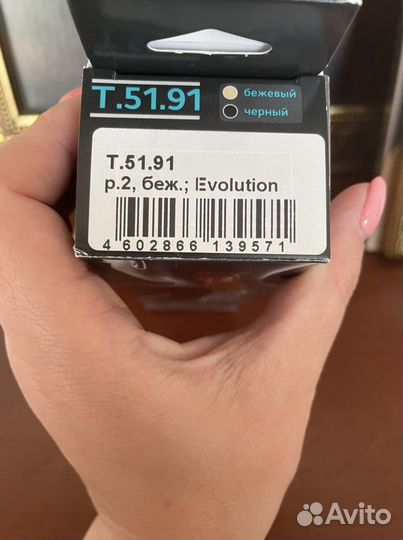 T.51.91
бежевый
черный
T.51.91
р.2, беж.; Evolution
4 602866 139571
Avito